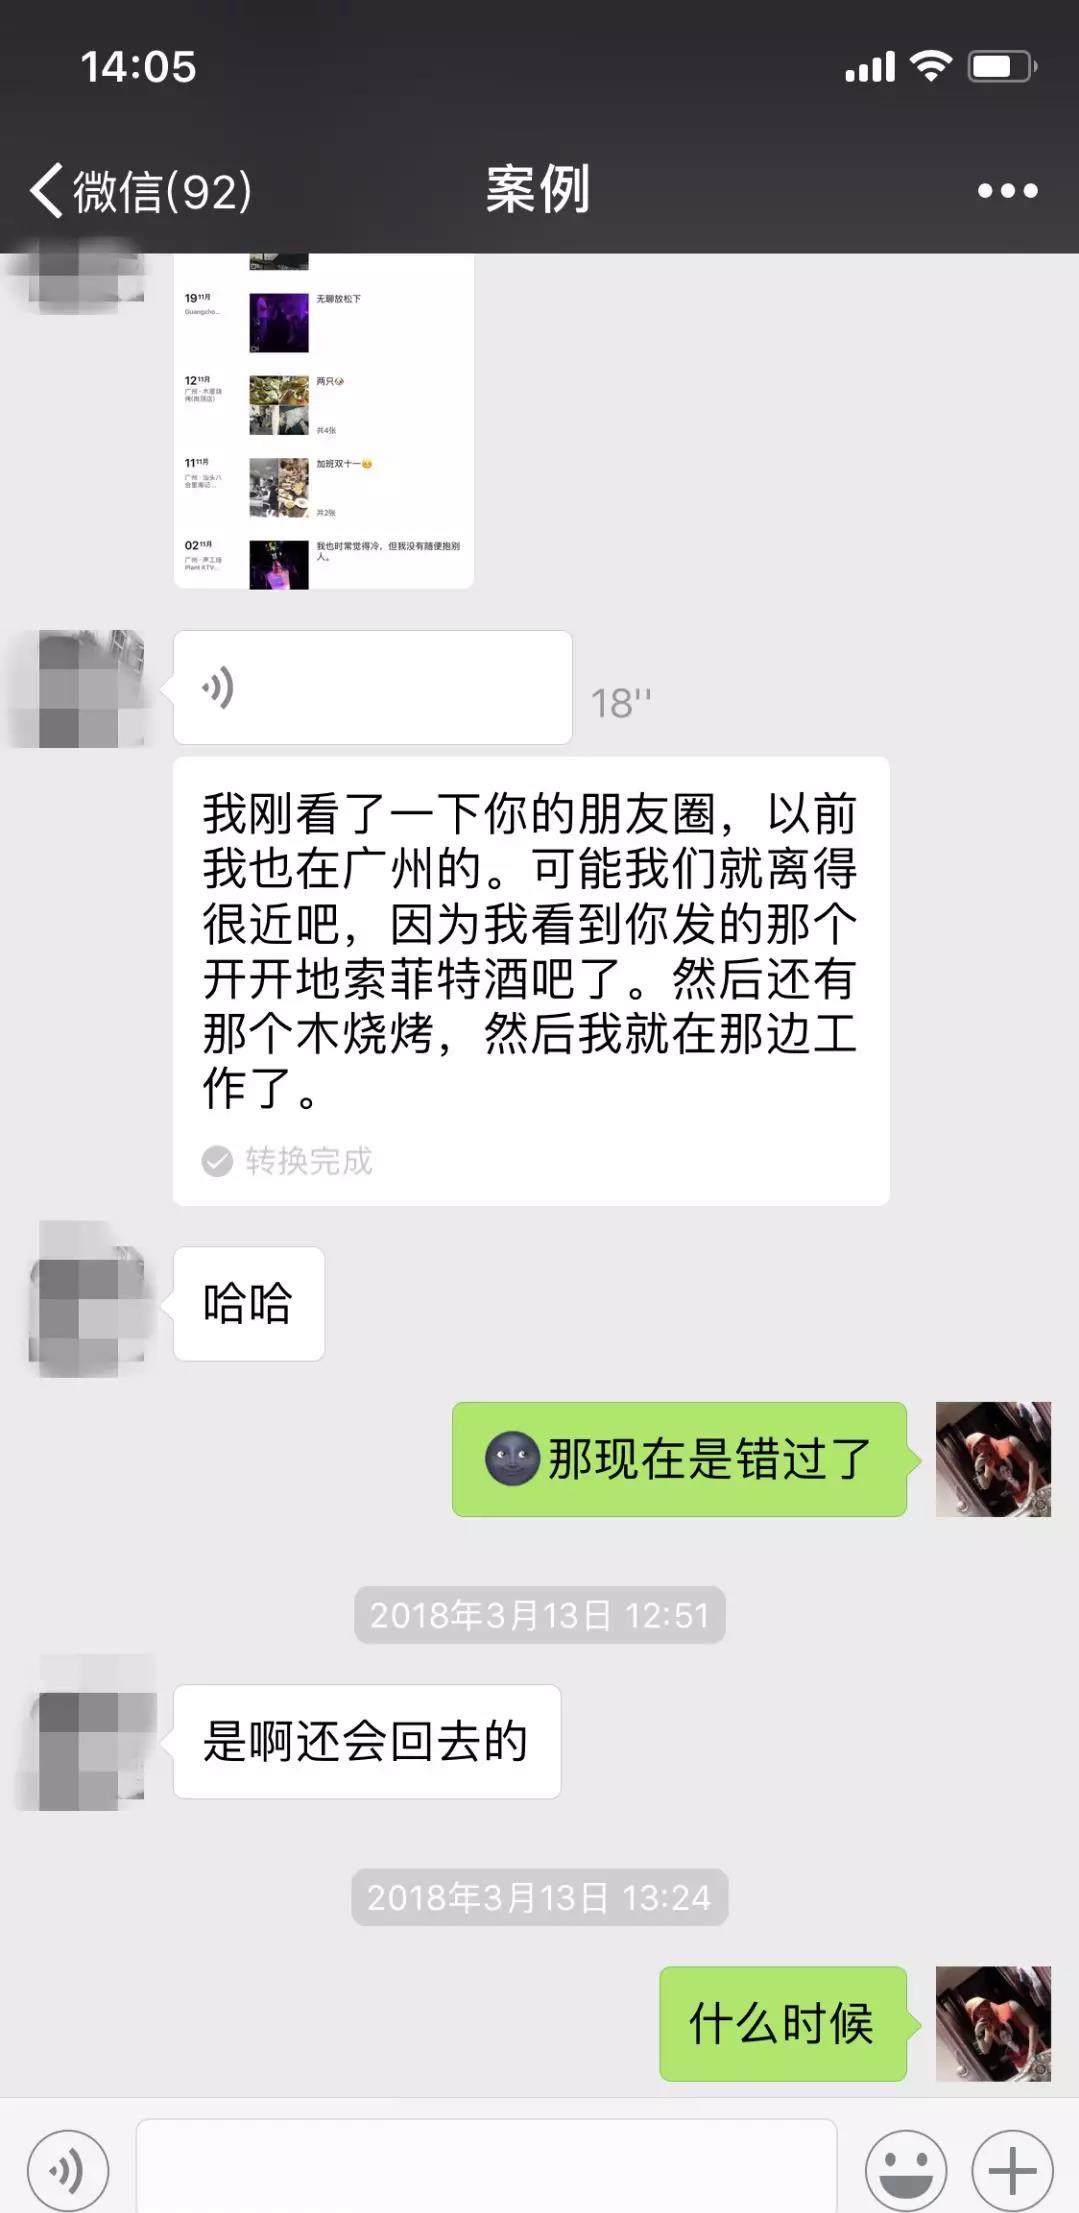 14:05
微信(92)
案例
19 11月
Guangzho...
无聊放松下
12 11月
广州·木屋烧
烤(尚顶店)
两只
共4张
11 11月
广州·汕头八
合里海记...
加班双十一
共2张
02 11月
广州·声工场
Plant KTV...
我也时常觉得冷，但我没有随便抱别
人。
18''
我刚看了一下你的朋友圈，以前
我也在广州的。可能我们就离得
很近吧，因为我看到你发的那个
开开地索菲特酒吧了。然后还有
那个木烧烤，然后我就在那边工
作了。
转换完成
哈哈
那现在是错过了
2018年3月13日 12:51
是啊还会回去的
2018年3月13日 13:24
什么时候